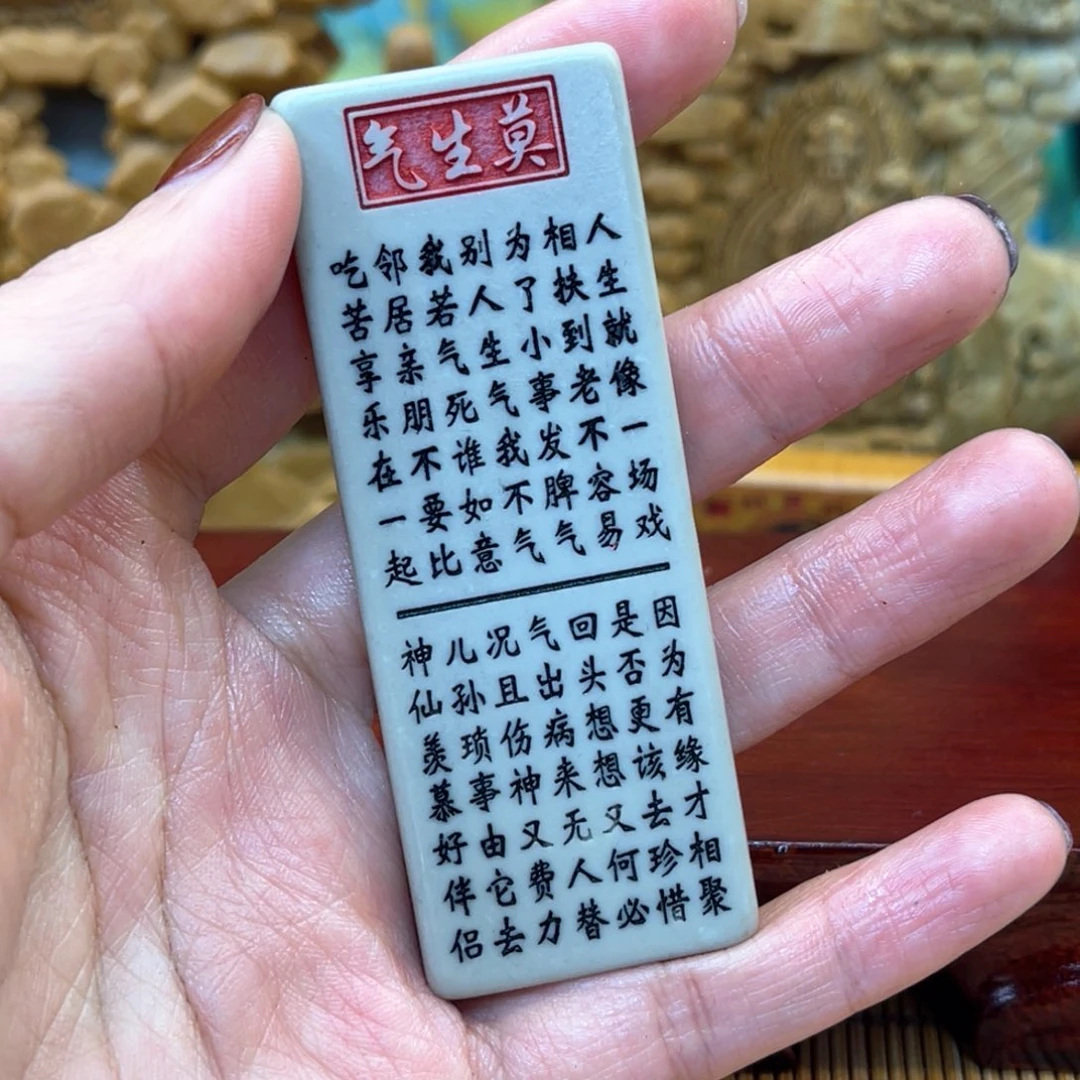 莫生气
人生就像一场戏
因为有缘才相聚
相扶到老不容易
是否更该去珍惜
为了小事发脾气
回头想想又何必
别人生气我不气
气出病来无人替
我若气死谁如意
况且伤神又费力
邻居亲朋不要比
儿孙琐事由它去
吃苦享乐在一起
神仙羡慕好伴侣